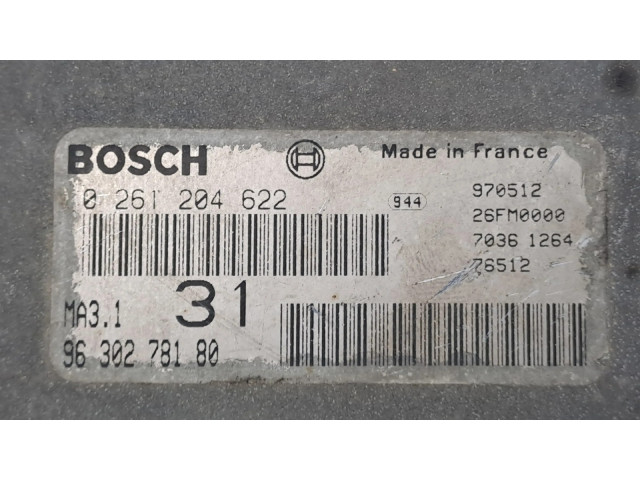 BOSCH
Made in France
0 261 204 622
944
970512
26FM0000
7036 1264
76512
MA3.1
31
96 302 781 80